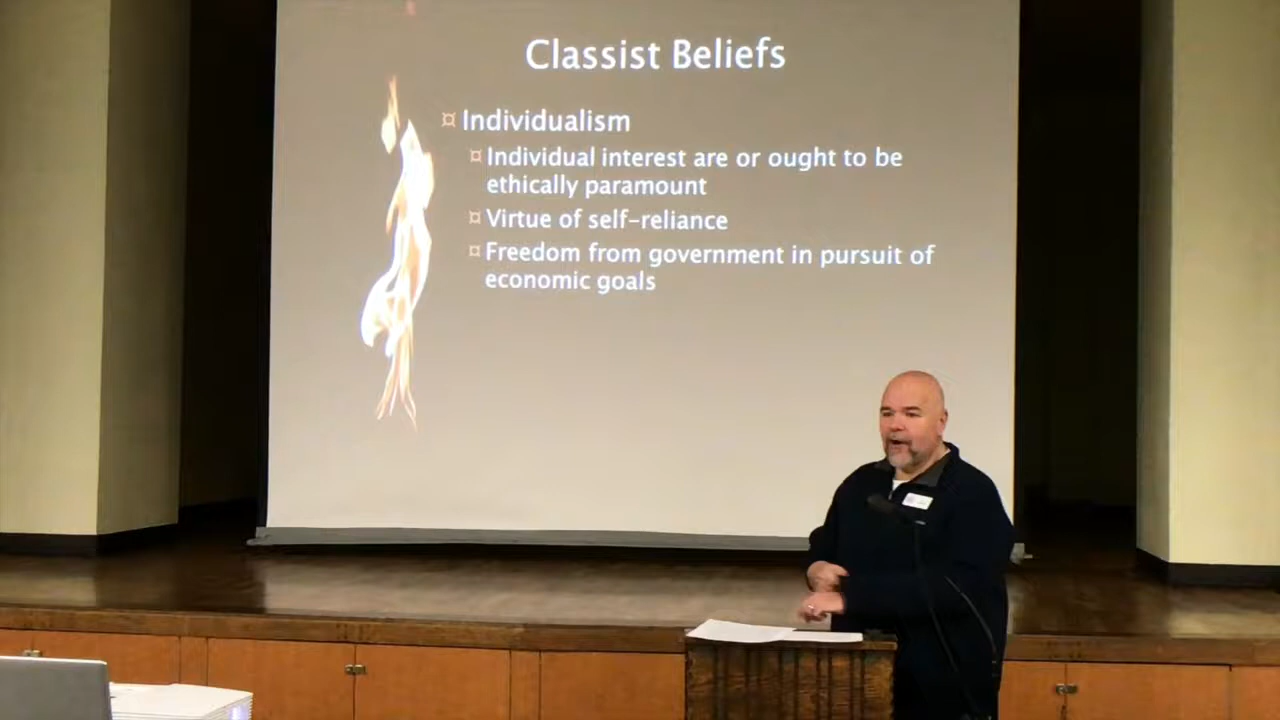 Classist Beliefs
¤ Individualism
¤ Individual interest are or ought to be
ethically paramount
¤ Virtue of self-reliance
¤ Freedom from government in pursuit of
economic goals